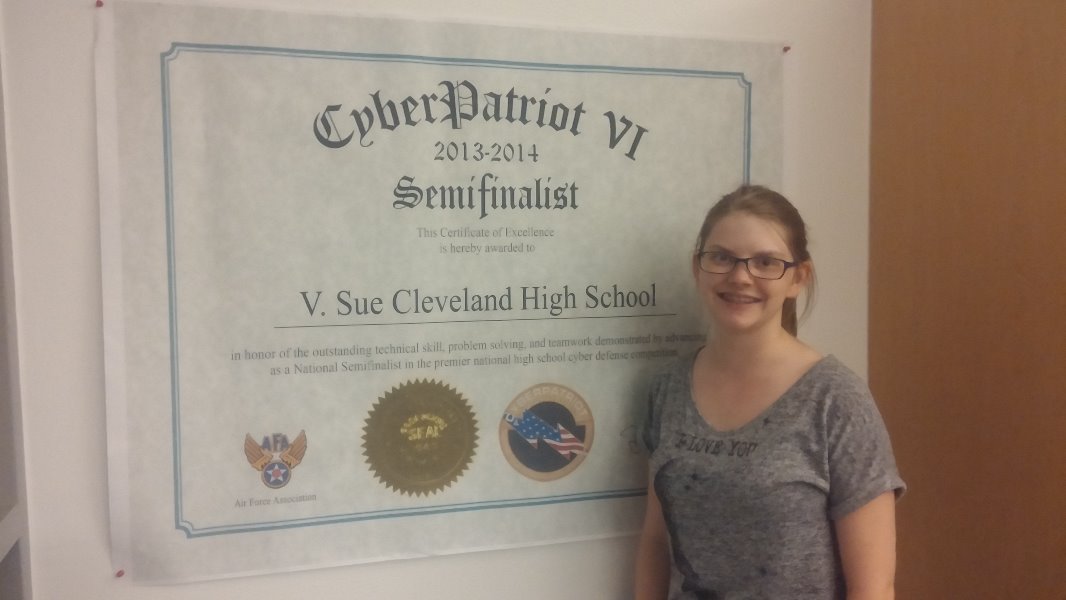 CyberPatriot VI
2013-2014
Semifinalist
This Certificate of Excellence
is hereby awarded to
V. Sue Cleveland High School
in honor of the outstanding technical skill, problem solving, and teamwork demonstrated by advancing
as a National Semifinalist in the premier national high school cyber defense competition
AFA
SEAL
CYBERPATRIOT
Air Force Association
I LOVE YOU